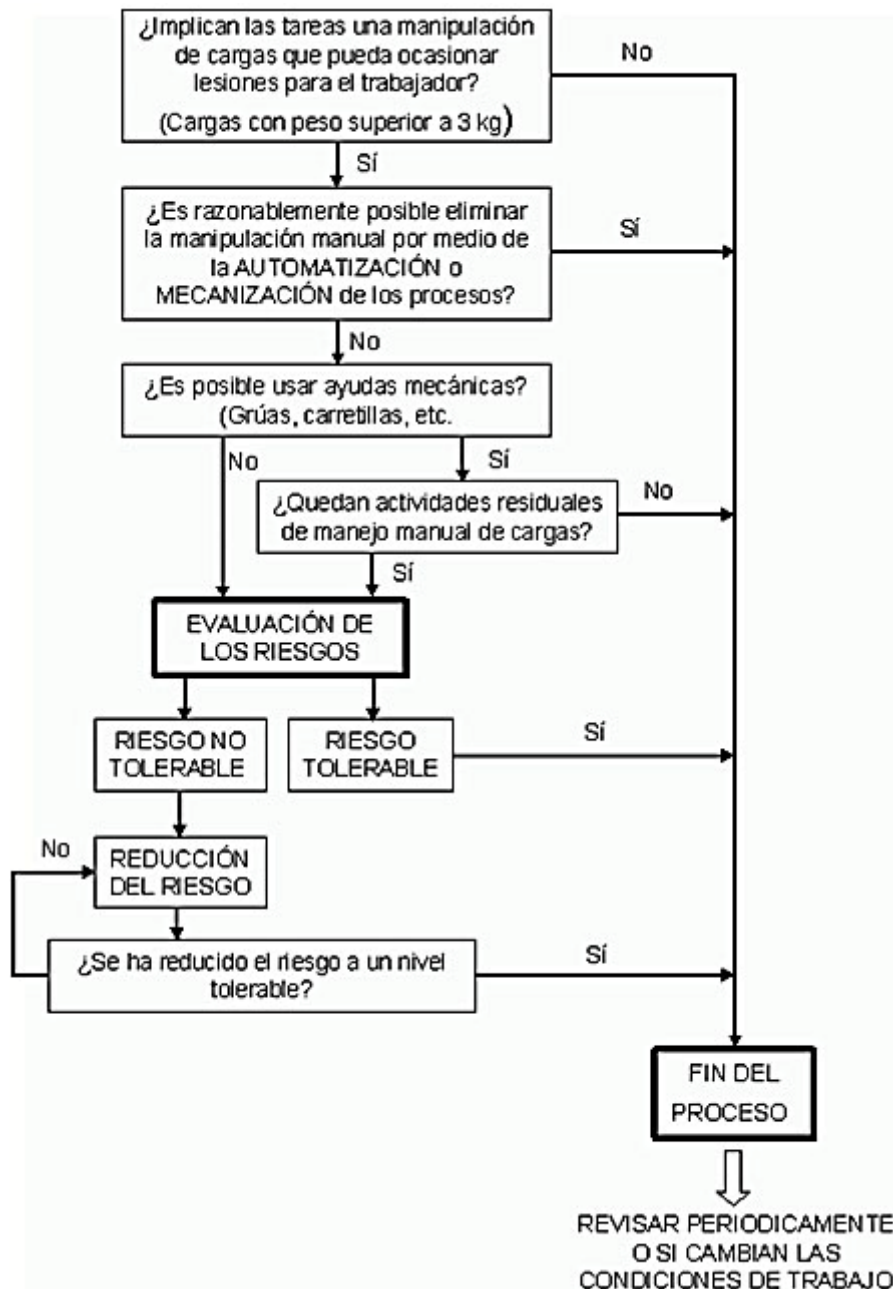 ¿Implican las tareas una manipulación
de cargas que pueda ocasionar
lesiones para el trabajador?
(Cargas con peso superior a 3 kg)
No
Sí
¿Es razonablemente posible eliminar
la manipulación manual por medio de
la AUTOMATIZACIÓN o
MECANIZACIÓN de los procesos?
Sí
No
¿Es posible usar ayudas mecánicas?
(Grúas, carretillas, etc.
No
Sí
¿Quedan actividades residuales
de manejo manual de cargas?
No
Sí
EVALUACIÓN DE
LOS RIESGOS
RIESGO NO
TOLERABLE
RIESGO
TOLERABLE
Sí
No
REDUCCIÓN
DEL RIESGO
¿Se ha reducido el riesgo a un nivel
tolerable?
Sí
FIN DEL
PROCESO
REVISAR PERIODICAMENTE
O SI CAMBIAN LAS
CONDICIONES DE TRABAJO